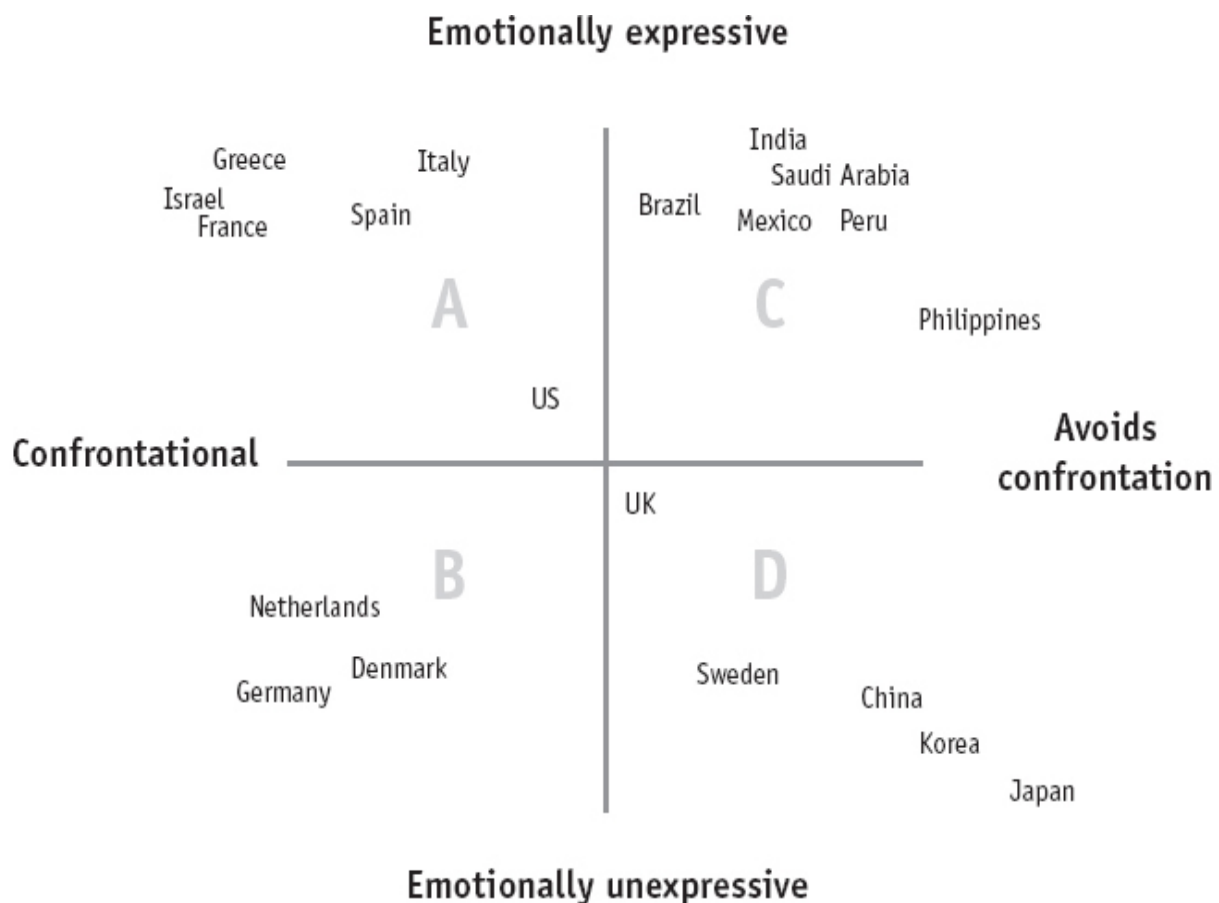 Emotionally expressive
India
Greece
Italy
Saudi Arabia
Israel
Brazil
France
Spain
Mexico
Peru
A
C
Philippines
US
Confrontational
Avoids
confrontation
UK
B
D
Netherlands
Denmark
Sweden
Germany
China
Korea
Japan
Emotionally unexpressive